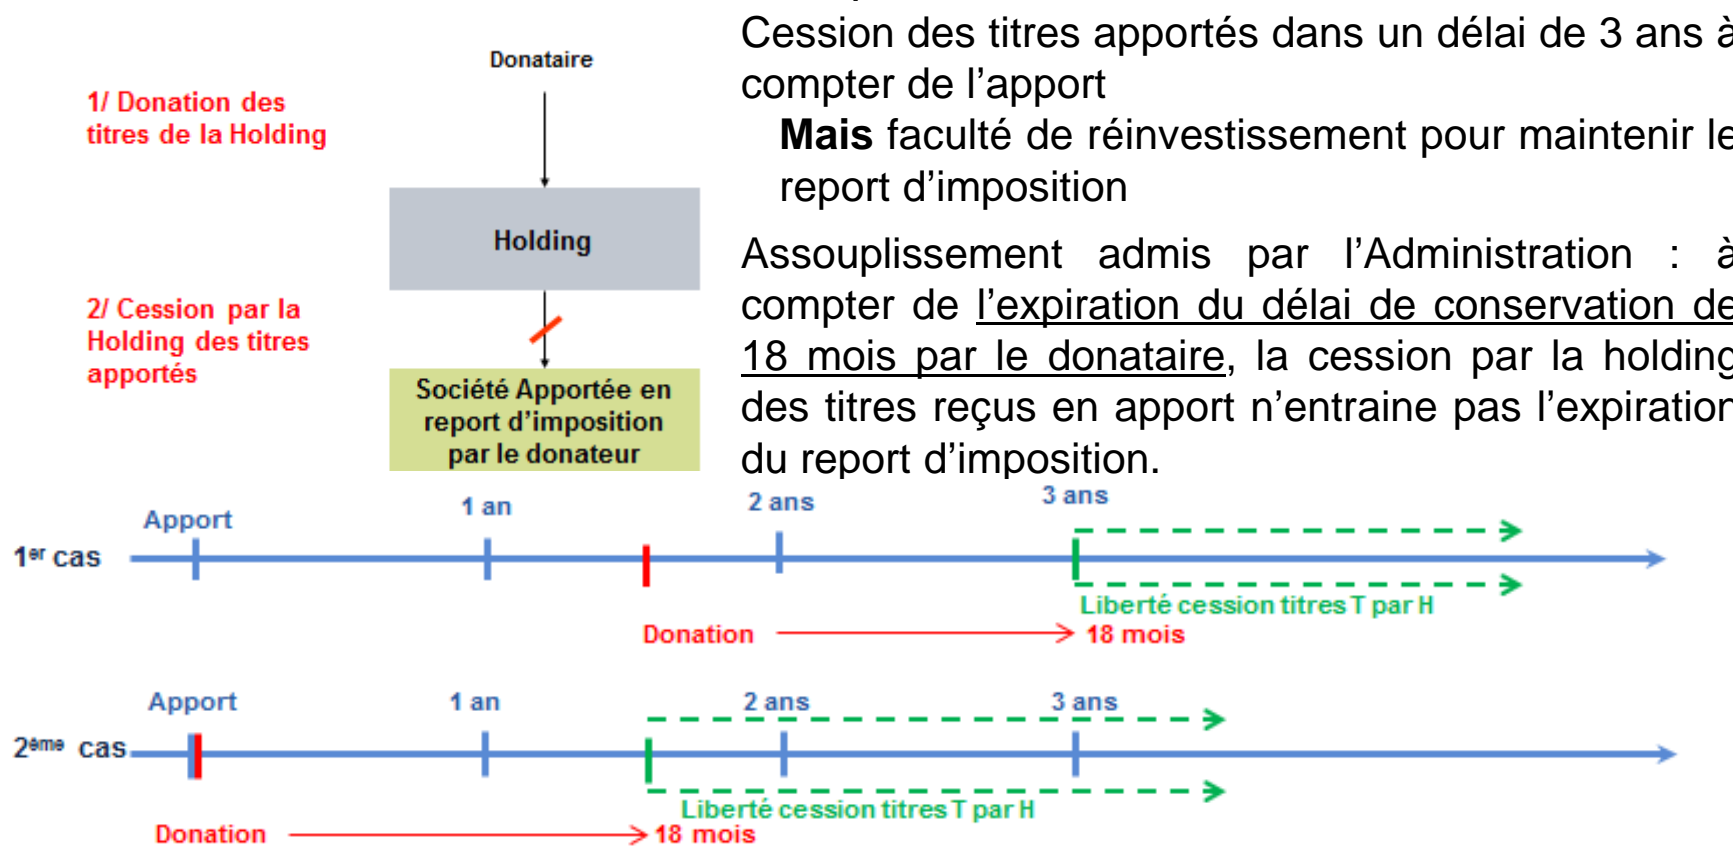 Cession des titres apportés dans un délai de 3 ans à
compter de l’apport
Mais faculté de réinvestissement pour maintenir le
report d’imposition
Assouplissement admis par l’Administration : à
compter de l’expiration du délai de conservation de
18 mois par le donataire, la cession par la holding
des titres reçus en apport n’entraine pas l’expiration
du report d’imposition.
Donataire
1/ Donation des
titres de la Holding
Holding
2/ Cession par la
Holding des titres
apportés
Société Apportée en
report d’imposition
par le donateur
1er cas
Apport
1 an
2 ans
3 ans
Liberté cession titres T par H
Donation
18 mois
2ème cas
Apport
1 an
2 ans
3 ans
Liberté cession titres T par H
Donation
18 mois